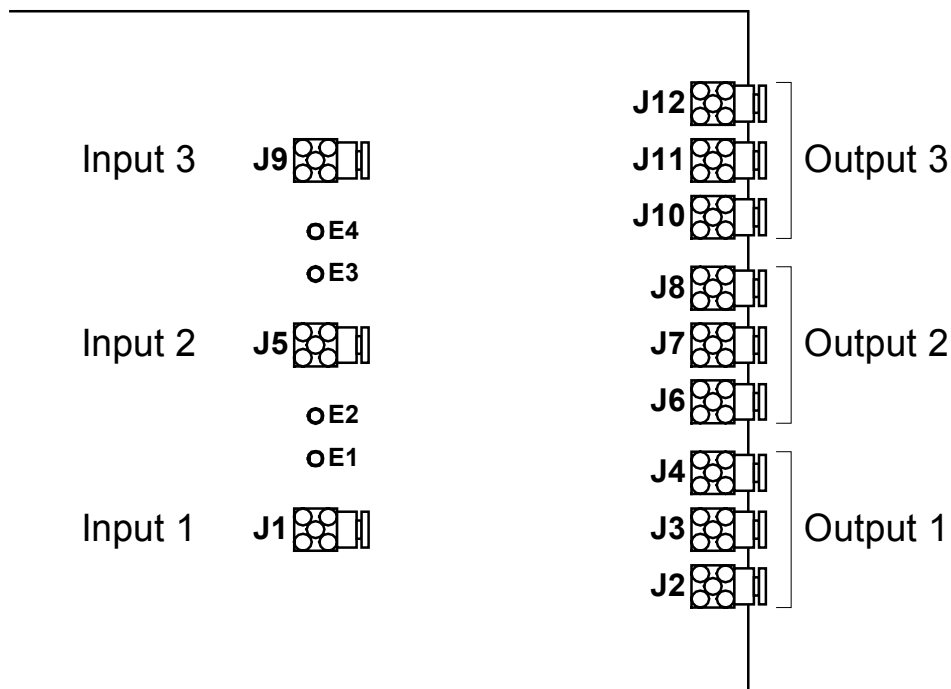 J12
Input 3 J9 J11 Output 3
J10
E4
E3
J8
Input 2 J5 J7 Output 2
J6
E2
E1
J4
Input 1 J1 J3 Output 1
J2